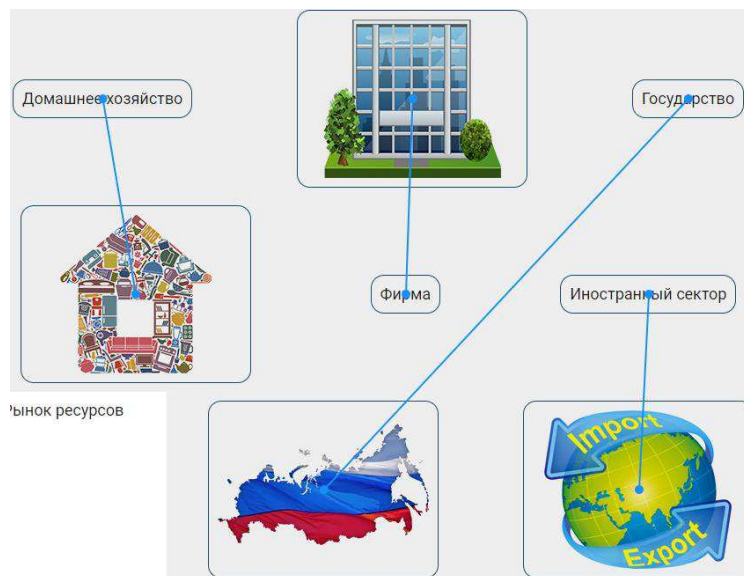 Домашнее хозяйство
Государство
Фирма
Иностранный сектор
Рынок ресурсов
Import
Export